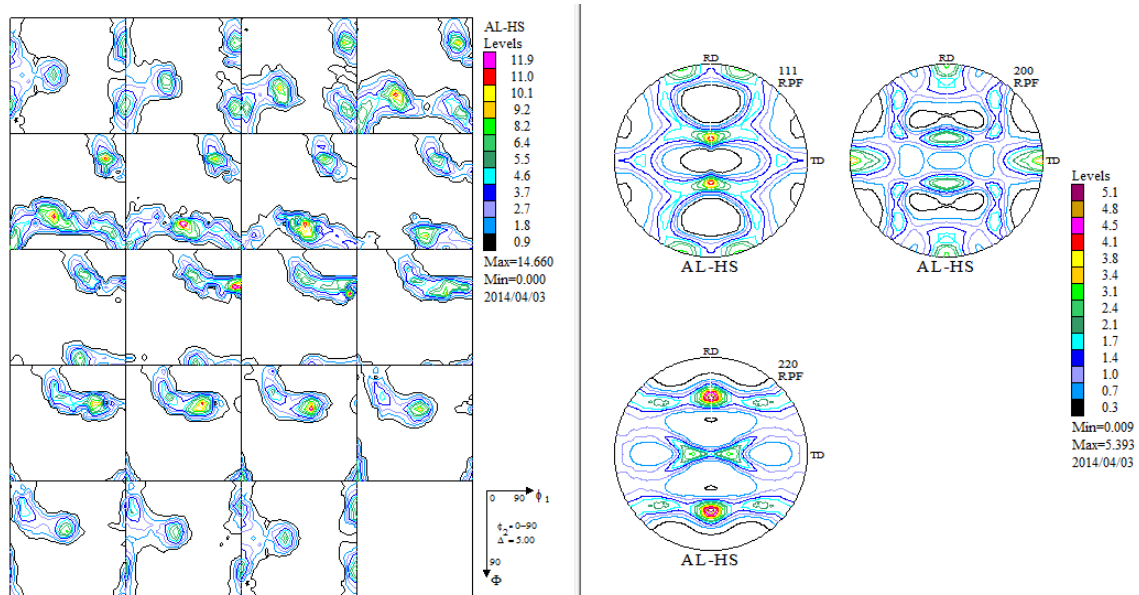 AL-HS
Levels
11.9
11.0
10.1
9.2
8.2
6.4
5.5
4.6
3.7
2.7
1.8
0.9
Max=14.660
Min=0.000
2014/04/03
0 90 ϕ1
ϕ2=0-90
Δ=5.00
90
Φ
RD
111
RPF
TD
AL-HS
RD
200
RPF
TD
AL-HS
RD
220
RPF
TD
AL-HS
Levels
5.1
4.8
4.5
4.1
3.8
3.4
3.1
2.4
2.1
1.7
1.4
1.0
0.7
0.3
Min=0.009
Max=5.393
2014/04/03